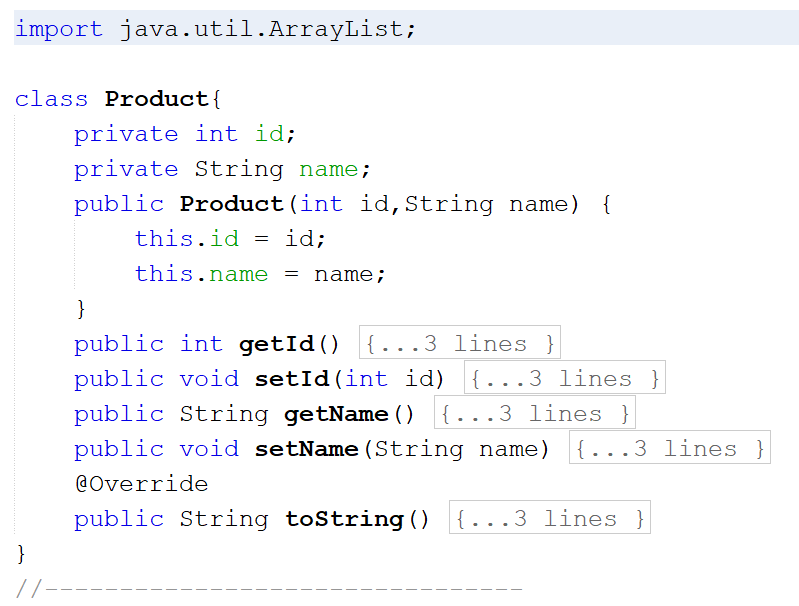 import java.util.ArrayList;
class Product{
private int id;
private String name;
public Product(int id,String name) {
this.id = id;
this.name = name;
}
public int getId() {...3 lines }
public void setId(int id) {...3 lines }
public String getName() {...3 lines }
public void setName(String name) {...3 lines }
@Override
public String toString() {...3 lines }
}
//--------------------------------